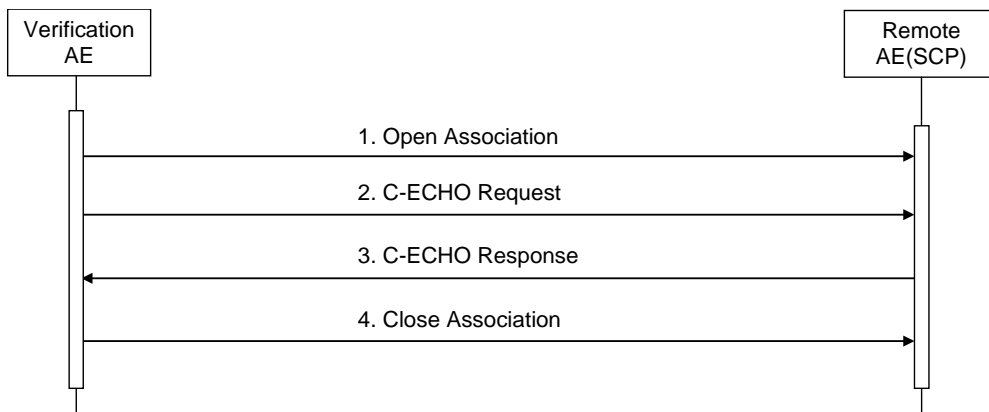 Verification
AE
Remote
AE(SCP)
1. Open Association
2. C-ECHO Request
3. C-ECHO Response
4. Close Association